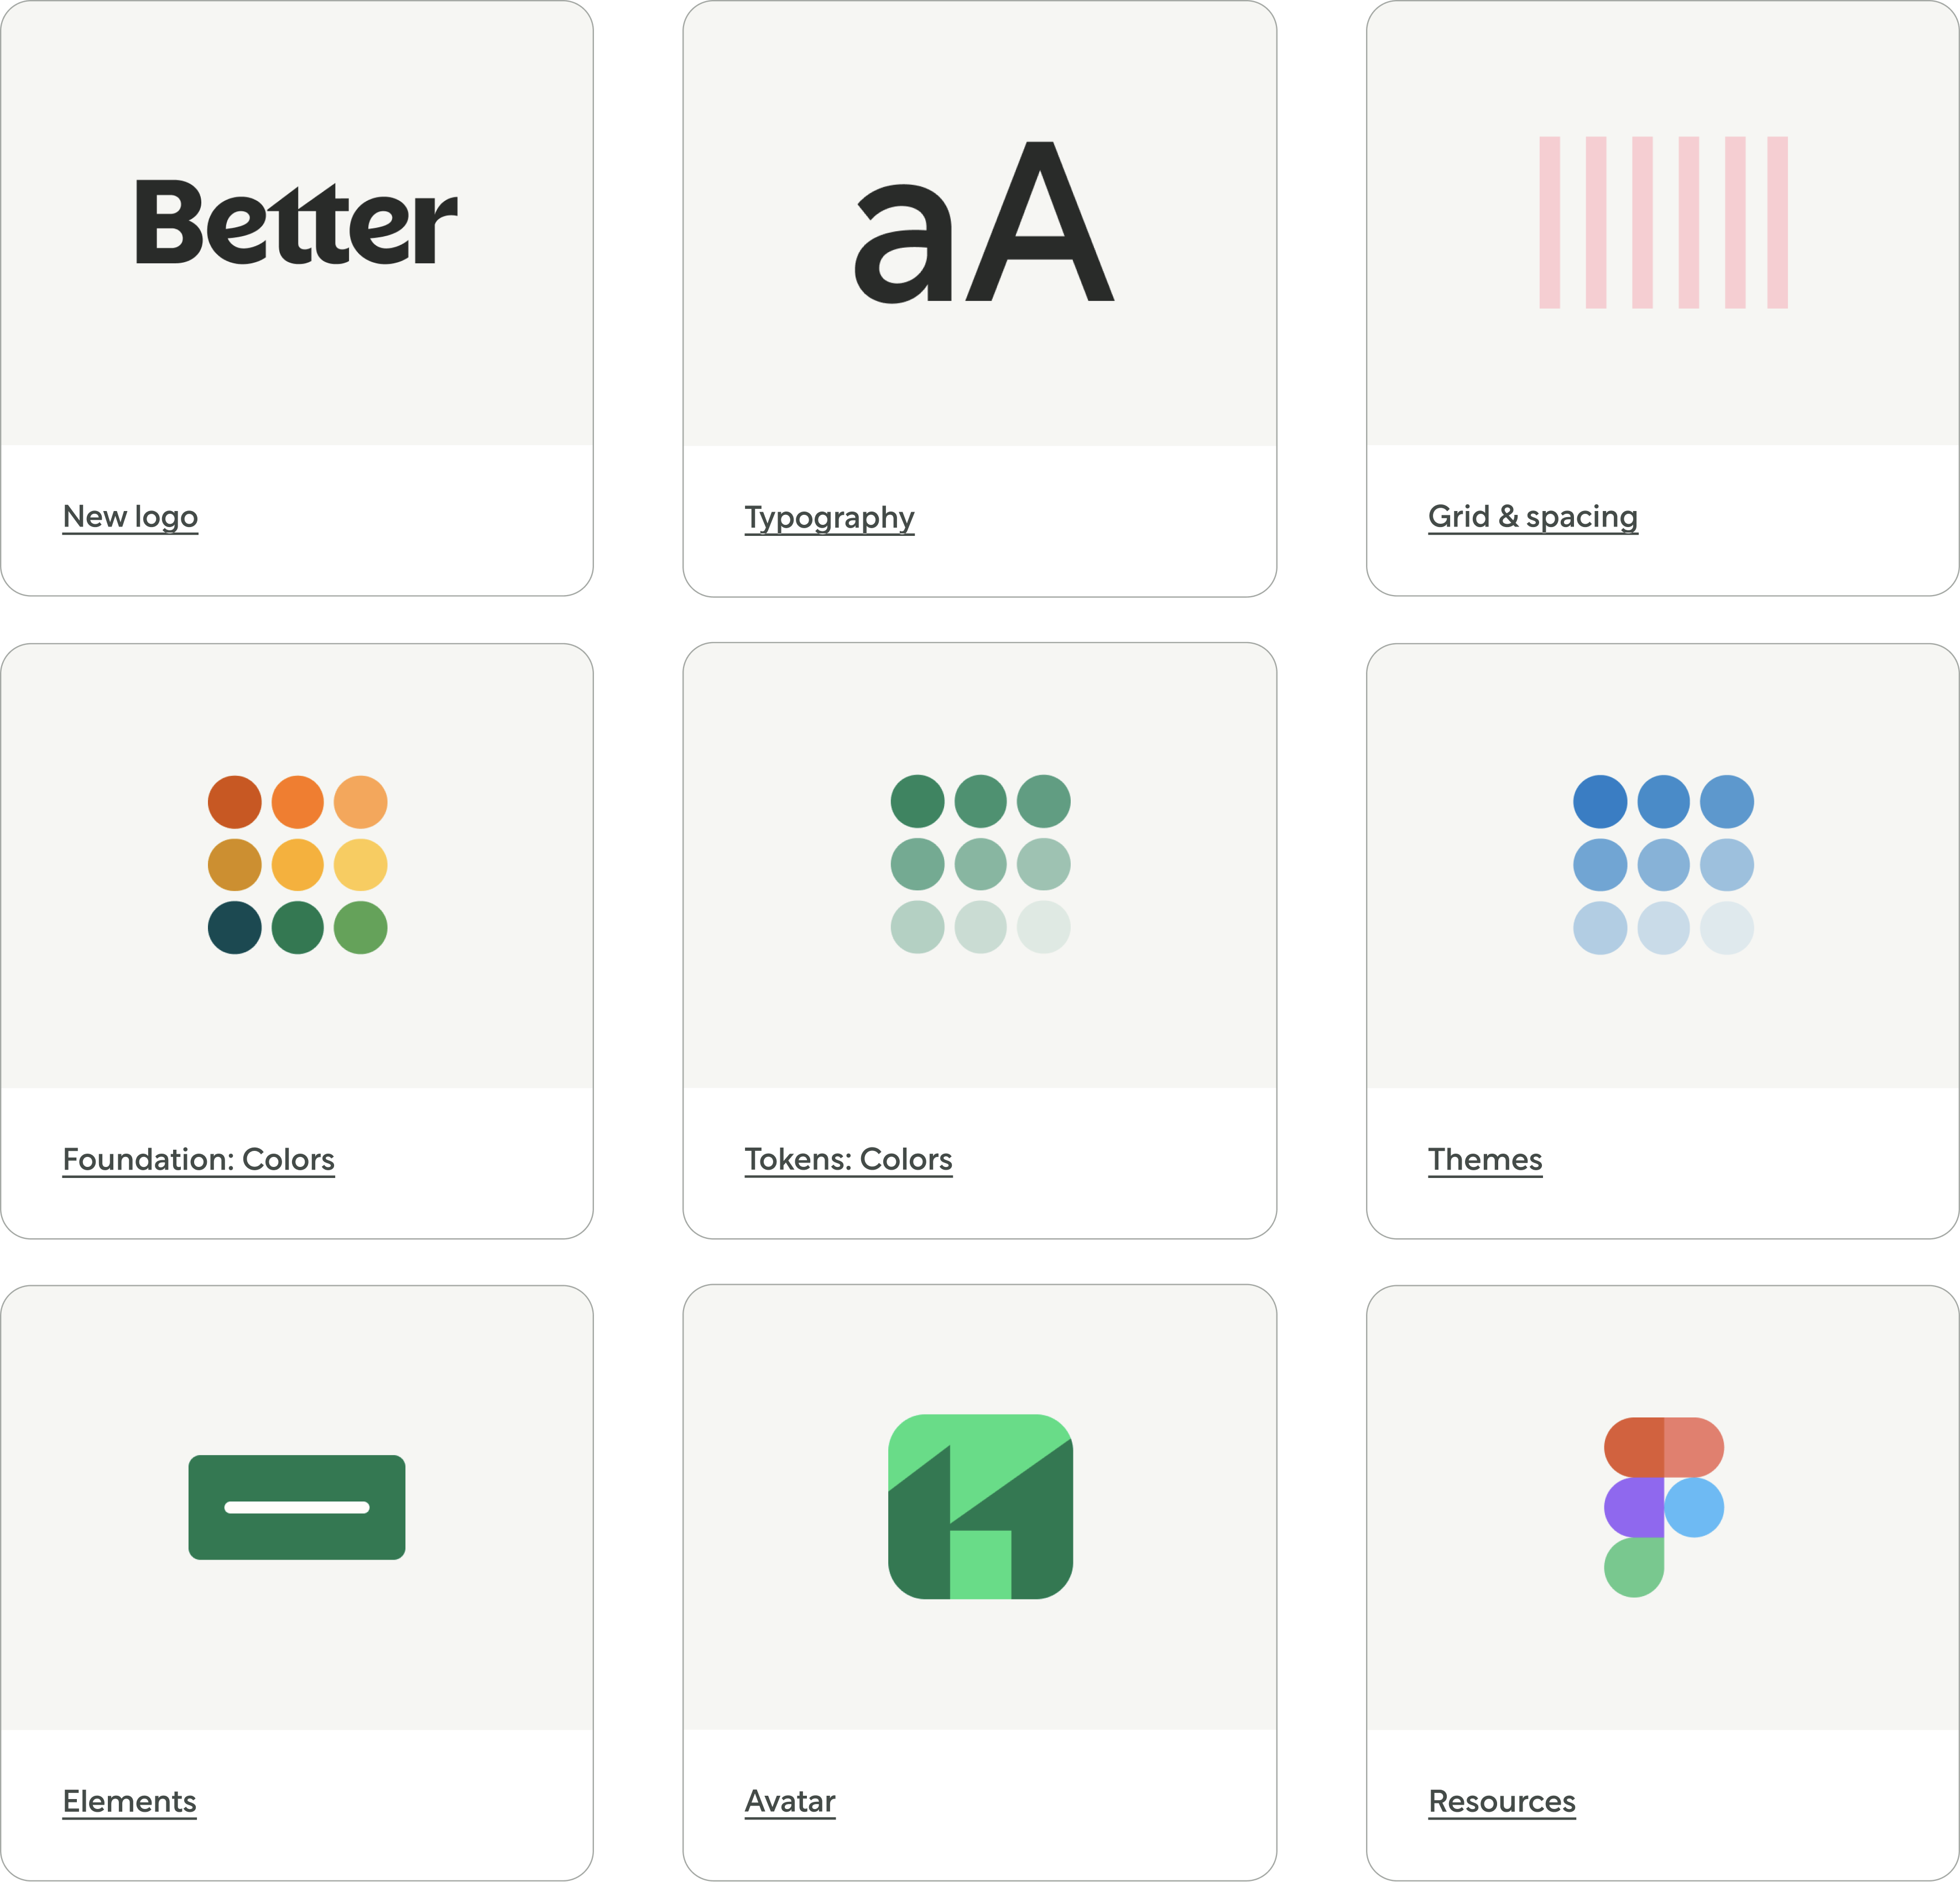 Better
aA
New logo
Typography
Grid & spacing
Foundation: Colors
Tokens: Colors
Themes
Elements
Avatar
Resources